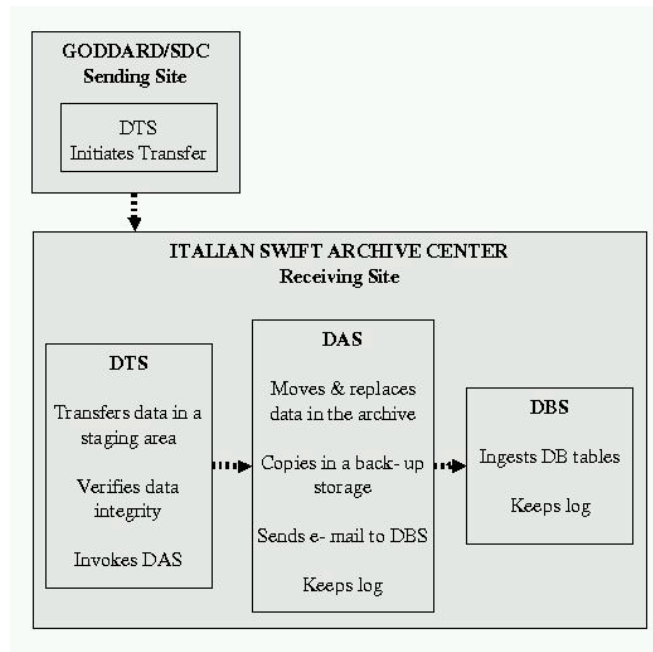 GODDARD/SDC
Sending Site
DTS
Initiates Transfer
ITALIAN SWIFT ARCHIVE CENTER
Receiving Site
DTS
Transfers data in a
staging area
Verifies data
integrity
Invokes DAS
DAS
Moves & replaces
data in the archive
Copies in a back- up
storage
Sends e- mail to DBS
Keeps log
DBS
Ingests DB tables
Keeps log